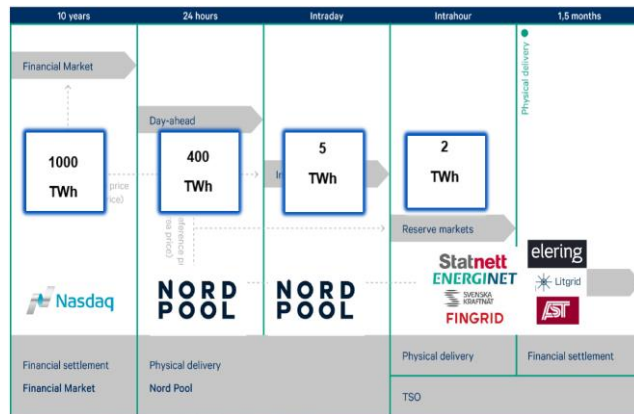 10 years
24 hours
Intraday
Intrahour
1,5 months
Physical delivery
Financial Market
Day-ahead
1000
TWh
400
TWh
5
TWh
2
TWh
price
Reserve markets
Nasdaq
NORD
POOL
NORD
POOL
Statnett
ENERGINET
SVENSKA
KRAFTNÄT
FINGRID
elering
Litgrid
AST
Financial settlement
Financial Market
Physical delivery
Nord Pool
Physical delivery
Financial settlement
TSO